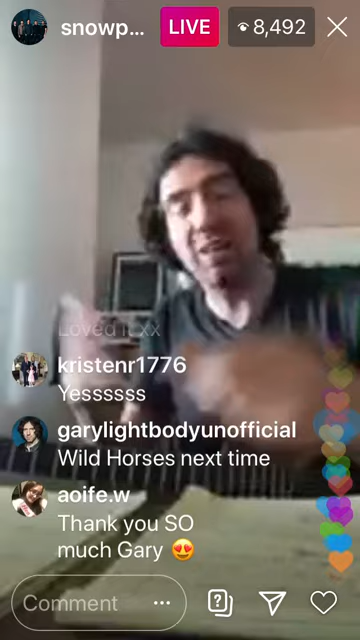 snowp...
LIVE
8,492
Loved it xx
kristenr1776
Yessssss
garylightbodyunofficial
Wild Horses next time
aoife.w
Thank you SO
much Gary 😍
Comment